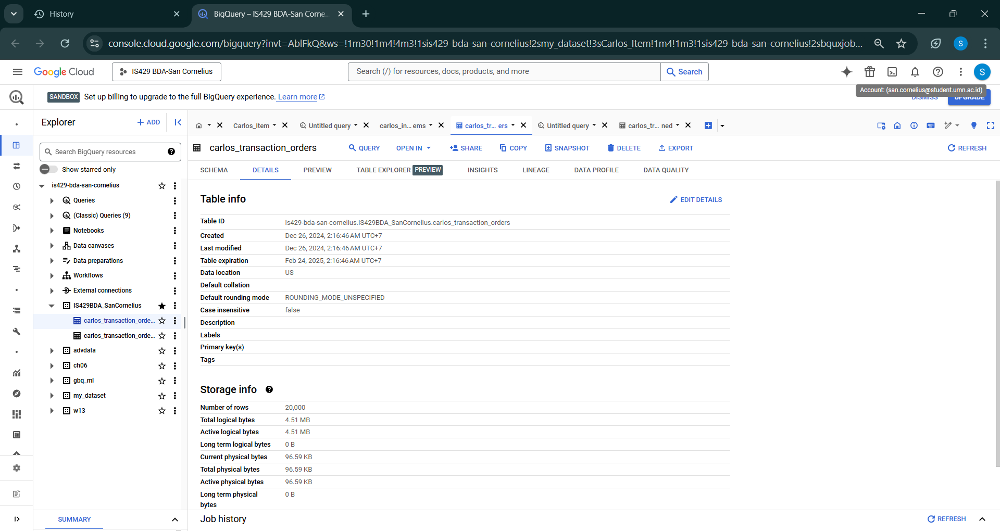 History
BigQuery – IS429 BDA-San Corne...
console.cloud.google.com/bigquery?invt=AblFkQ&ws=!1m30!1m4!4m3!1sis429-bda-san-cornelius!2smy_dataset!3sCarlos_Item!1m4!1m3!1sis429-bda-san-cornelius!2sbquxjob...
S
Google Cloud
IS429 BDA-San Cornelius
Search (/) for resources, docs, products, and more
Search
S
SANDBOX Set up billing to upgrade to the full BigQuery experience. Learn more
Account: (san.cornelius@student.umn.ac.id)
DISMISS
UPGRADE
Explorer
+ ADD
Carlos_Item
Untitled query
carlos_in... ems
carlos_tr... ers
Untitled query
carlos_tr... ned
Search BigQuery resources
Show starred only
is429-bda-san-cornelius
Queries
(Classic) Queries (9)
Notebooks
Data canvases
Data preparations
Workflows
External connections
IS429BDA_SanCornelius
carlos_transaction_orde...
carlos_transaction_orde...
advdata
ch06
gbq_ml
my_dataset
w13
SUMMARY
carlos_transaction_orders
QUERY
OPEN IN
SHARE
COPY
SNAPSHOT
DELETE
EXPORT
REFRESH
SCHEMA
DETAILS
PREVIEW
TABLE EXPLORER PREVIEW
INSIGHTS
LINEAGE
DATA PROFILE
DATA QUALITY
Table info
EDIT DETAILS
Table ID is429-bda-san-cornelius.IS429BDA_SanCornelius.carlos_transaction_orders
Created Dec 26, 2024, 2:16:46 AM UTC+7
Last modified Dec 26, 2024, 2:16:46 AM UTC+7
Table expiration Feb 24, 2025, 2:16:46 AM UTC+7
Data location US
Default collation
Default rounding mode ROUNDING_MODE_UNSPECIFIED
Case insensitive false
Description
Labels
Primary key(s)
Tags
Storage info
Number of rows 20,000
Total logical bytes 4.51 MB
Active logical bytes 4.51 MB
Long term logical bytes 0 B
Current physical bytes 96.59 KB
Total physical bytes 96.59 KB
Active physical bytes 96.59 KB
Long term physical bytes 0 B
Job history
REFRESH